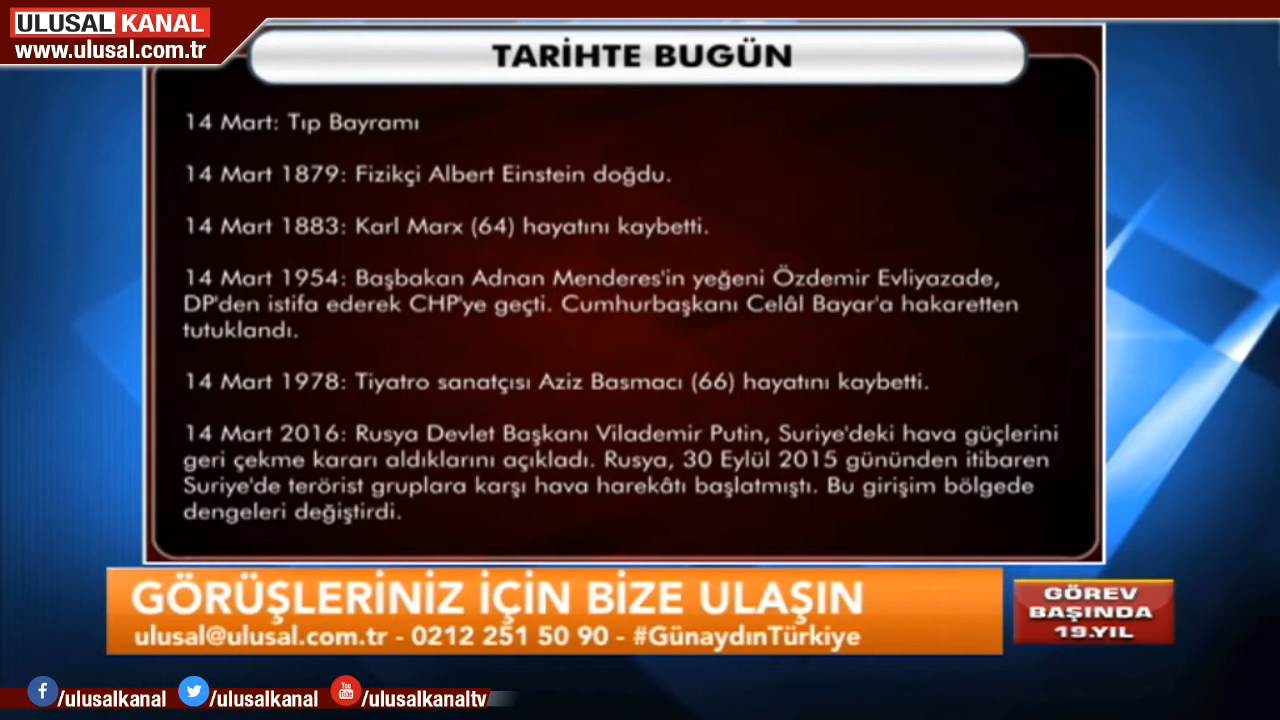 ULUSAL KANAL
www.ulusal.com.tr
TARİHTE BUGÜN
14 Mart: Tıp Bayramı
14 Mart 1879: Fizikçi Albert Einstein doğdu.
14 Mart 1883: Karl Marx (64) hayatını kaybetti.
14 Mart 1954: Başbakan Adnan Menderes'in yeğeni Özdemir Evliyazade,
DP'den istifa ederek CHP'ye geçti. Cumhurbaşkanı Celâl Bayar'a hakaretten
tutuklandı.
14 Mart 1978: Tiyatro sanatçısı Aziz Basmacı (66) hayatını kaybetti.
14 Mart 2016: Rusya Devlet Başkanı Vilademir Putin, Suriye'deki hava güçlerini
geri çekme kararı aldıklarını açıkladı. Rusya, 30 Eylül 2015 gününden itibaren
Suriye'de terörist gruplara karşı hava harekâtı başlatmıştı. Bu girişim bölgede
dengeleri değiştirdi.
GÖRÜŞLERİNİZ İÇİN BİZE ULAŞIN
ulusal@ulusal.com.tr - 0212 251 50 90 - #GünaydınTürkiye
GÖREV
BAŞINDA
19.YIL
f /ulusalkanal /ulusalkanal You Tube /ulusalkanaltv